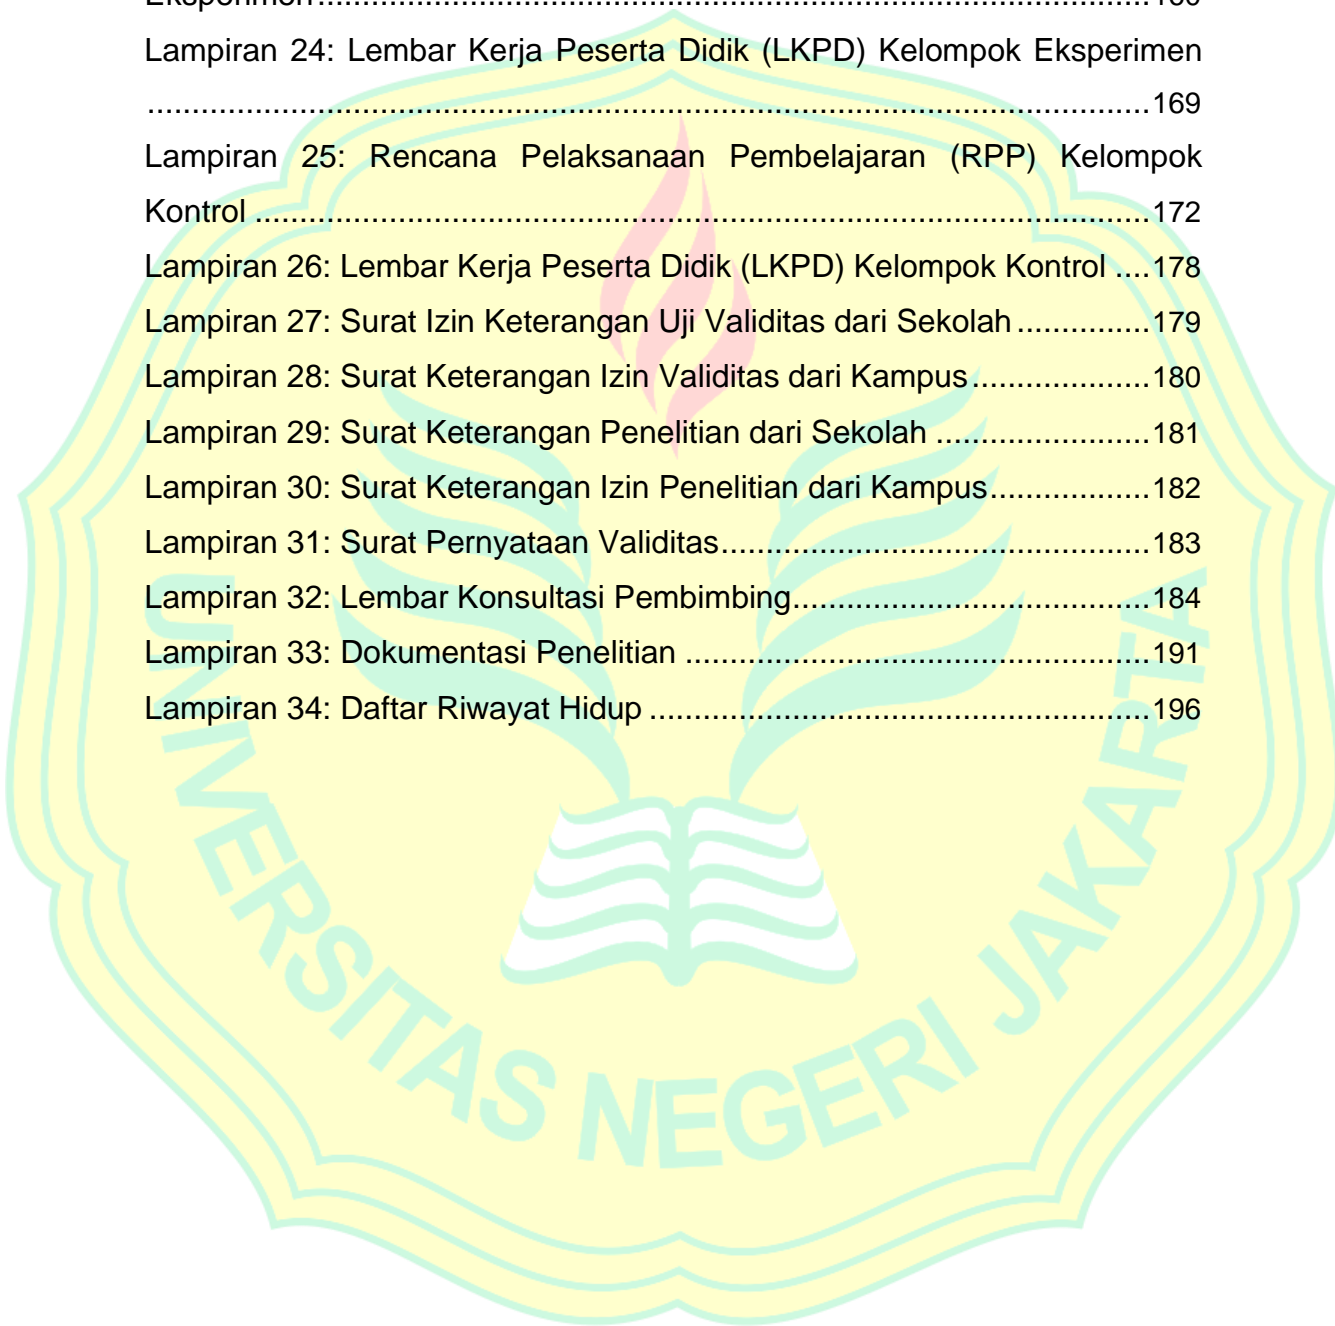 Lampiran 24: Lembar Kerja Peserta Didik (LKPD) Kelompok Eksperimen
................................................................................................................169
Lampiran 25: Rencana Pelaksanaan Pembelajaran (RPP) Kelompok
Kontrol ....................................................................................................172
Lampiran 26: Lembar Kerja Peserta Didik (LKPD) Kelompok Kontrol ....178
Lampiran 27: Surat Izin Keterangan Uji Validitas dari Sekolah ...............179
Lampiran 28: Surat Keterangan Izin Validitas dari Kampus....................180
Lampiran 29: Surat Keterangan Penelitian dari Sekolah ........................181
Lampiran 30: Surat Keterangan Izin Penelitian dari Kampus..................182
Lampiran 31: Surat Pernyataan Validitas................................................183
Lampiran 32: Lembar Konsultasi Pembimbing........................................184
Lampiran 33: Dokumentasi Penelitian ....................................................191
Lampiran 34: Daftar Riwayat Hidup ........................................................196
UNIVERSITAS NEGERI JAKARTA